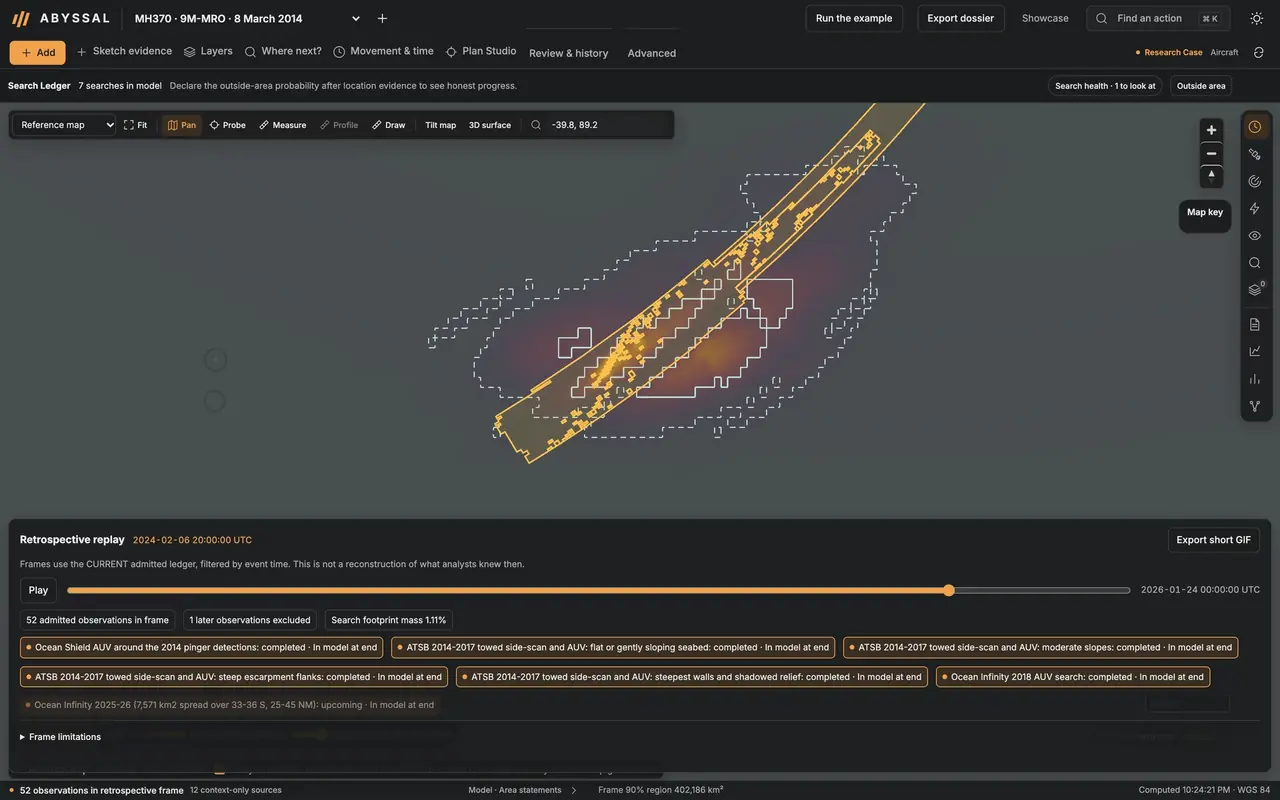 ABYSSAL
MH370 · 9M-MRO · 8 March 2014
Run the example
Export dossier
Showcase
Find an action
⌘ K
Add
Sketch evidence
Layers
Where next?
Movement & time
Plan Studio
Review & history
Advanced
Research Case
Aircraft
Search Ledger
7 searches in model
Declare the outside-area probability after location evidence to see honest progress.
Search health · 1 to look at
Outside area
Reference map
Fit
Pan
Probe
Measure
Profile
Draw
Tilt map
3D surface
-39.8, 89.2
Map key
0
Retrospective replay
2024-02-06 20:00:00 UTC
Export short GIF
Frames use the CURRENT admitted ledger, filtered by event time. This is not a reconstruction of what analysts knew then.
Play
2026-01-24 00:00:00 UTC
52 admitted observations in frame
1 later observations excluded
Search footprint mass 1.11%
Ocean Shield AUV around the 2014 pinger detections: completed · In model at end
ATSB 2014-2017 towed side-scan and AUV: flat or gently sloping seabed: completed · In model at end
ATSB 2014-2017 towed side-scan and AUV: moderate slopes: completed · In model at end
ATSB 2014-2017 towed side-scan and AUV: steep escarpment flanks: completed · In model at end
ATSB 2014-2017 towed side-scan and AUV: steepest walls and shadowed relief: completed · In model at end
Ocean Infinity 2018 AUV search: completed · In model at end
Ocean Infinity 2025-26 (7,571 km2 spread over 33-36 S, 25-45 NM): upcoming · In model at end
Frame limitations
52 observations in retrospective frame
12 context-only sources
Model · Area statements
Frame 90% region 402,186 km²
Computed 10:24:21 PM · WGS 84